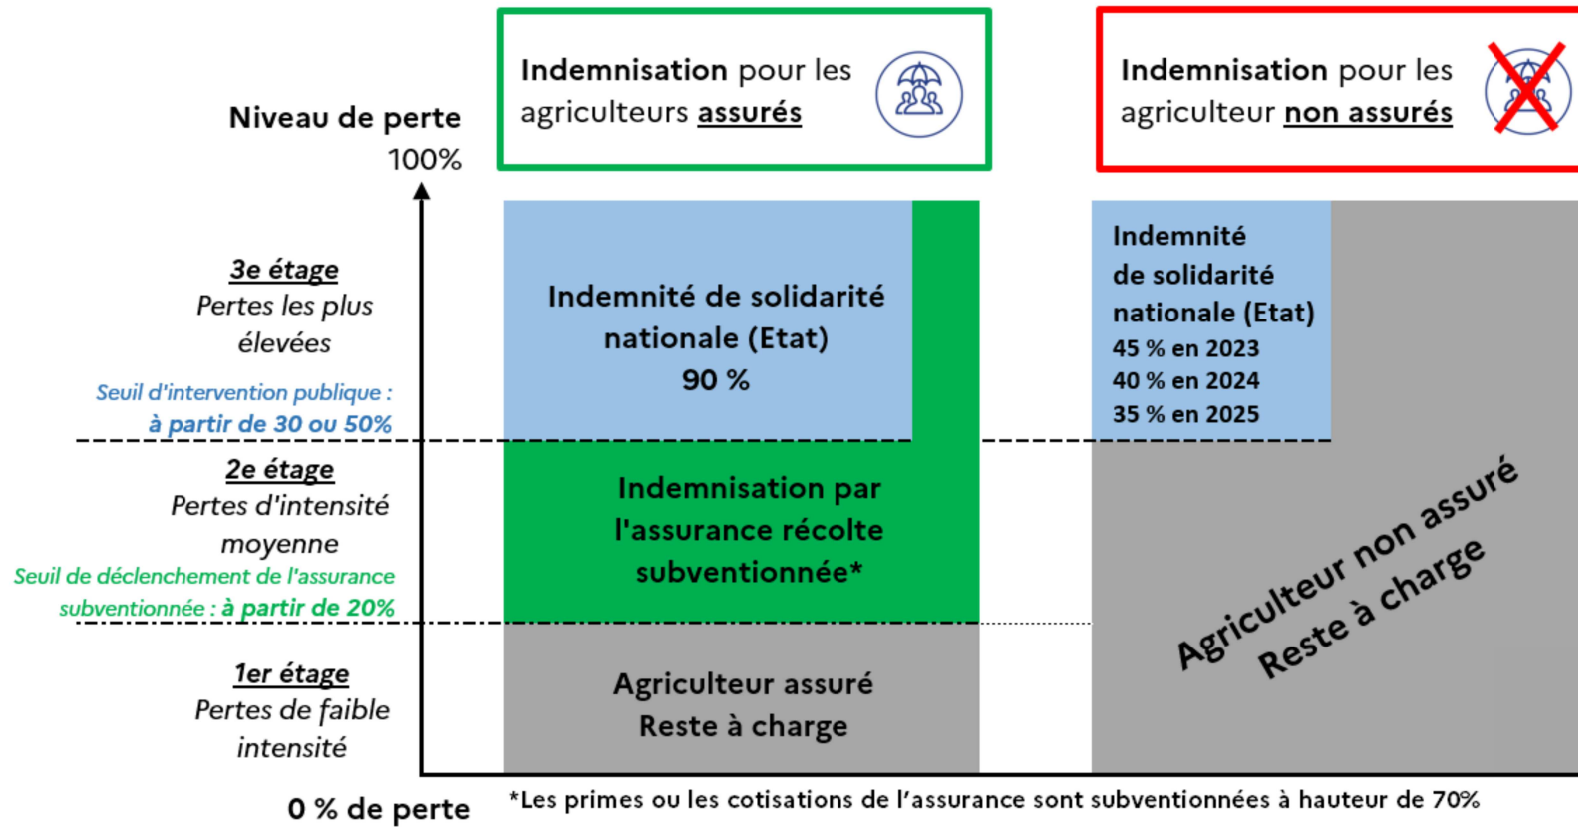 Indemnisation pour les
agriculteurs assurés
Indemnisation pour les
agriculteur non assurés
Niveau de perte
100%
3e étage
Pertes les plus
élevées
Seuil d'intervention publique :
à partir de 30 ou 50%
2e étage
Pertes d'intensité
moyenne
Seuil de déclenchement de l'assurance
subventionnée : à partir de 20%
1er étage
Pertes de faible
intensité
0 % de perte
Indemnité de solidarité
nationale (Etat)
90 %
Indemnisation par
l'assurance récolte
subventionnée*
Agriculteur assuré
Reste à charge
Indemnité
de solidarité
nationale (Etat)
45 % en 2023
40 % en 2024
35 % en 2025
Agriculteur non assuré
Reste à charge
*Les primes ou les cotisations de l’assurance sont subventionnées à hauteur de 70%